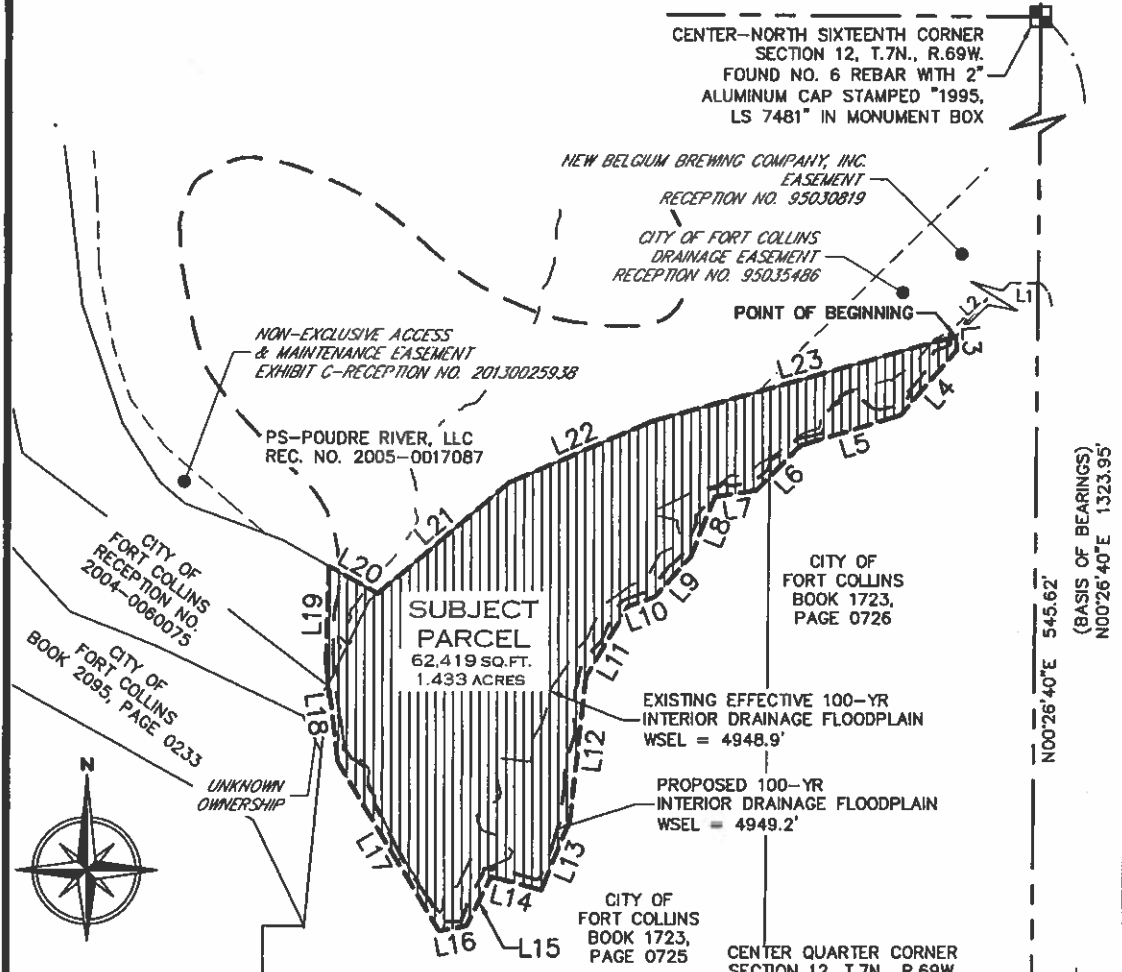 CENTER-NORTH SIXTEENTH CORNER
SECTION 12, T.7N., R.69W.
FOUND NO. 6 REBAR WITH 2"
ALUMINUM CAP STAMPED "1995,
LS 7481" IN MONUMENT BOX
NEW BELGIUM BREWING COMPANY, INC.
EASEMENT
RECEPTION NO. 95030819
CITY OF FORT COLLINS
DRAINAGE EASEMENT
RECEPTION NO. 95035486
POINT OF BEGINNING
L1
L2
L3
NON-EXCLUSIVE ACCESS
& MAINTENANCE EASEMENT
EXHIBIT C-RECEPTION NO. 20130025938
L23
L4
L22
L5
PS-POUDRE RIVER, LLC
REC. NO. 2005-0017087
L6
L7
L8
L21
L20
L9
L10
L19
L11
CITY OF
FORT COLLINS
RECEPTION NO.
2004-0060075
SUBJECT
PARCEL
62,419 SQ.FT.
1.433 ACRES
CITY OF
FORT COLLINS
BOOK 1723,
PAGE 0726
N00°26'40"E 545.62'
(BASIS OF BEARINGS)
N00°26'40"E 1323.95'
CITY OF
FORT COLLINS
BOOK 2095, PAGE 0233
L18
EXISTING EFFECTIVE 100-YR
INTERIOR DRAINAGE FLOODPLAIN
WSEL = 4948.9'
L12
N
UNKNOWN
OWNERSHIP
PROPOSED 100-YR
INTERIOR DRAINAGE FLOODPLAIN
WSEL = 4949.2'
L17
L13
L14
L16
L15
CITY OF
FORT COLLINS
BOOK 1723,
PAGE 0725
CENTER QUARTER CORNER
SECTION 12, T.7N., R.69W.